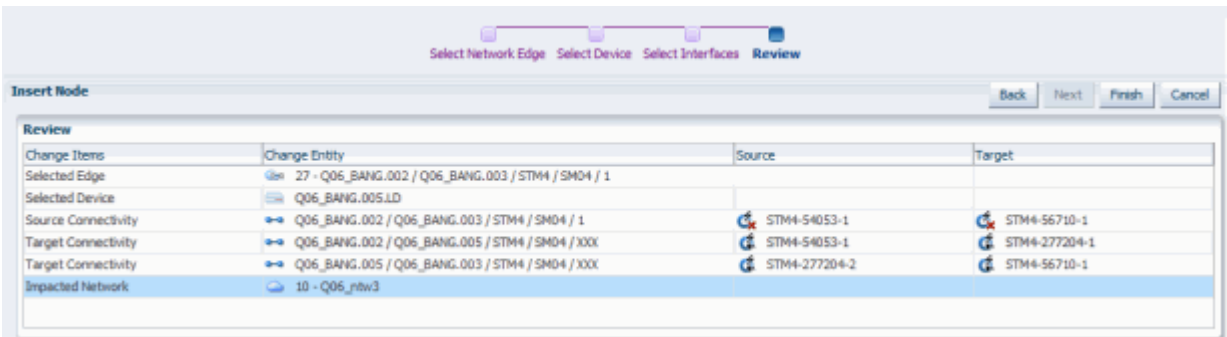 Select Network Edge Select Device Select Interfaces Review
Insert Node Back Next Finish Cancel
Review
Change Items Change Entity Source Target
Selected Edge 27 - Q06_BANG.002 / Q06_BANG.003 / STM4 / SM04 / 1
Selected Device Q06_BANG.005.LD
Source Connectivity Q06_BANG.002 / Q06_BANG.003 / STM4 / SM04 / 1 STM4-54053-1 STM4-56710-1
Target Connectivity Q06_BANG.002 / Q06_BANG.005 / STM4 / SM04 / XXX STM4-54053-1 STM4-277204-1
Target Connectivity Q06_BANG.005 / Q06_BANG.003 / STM4 / SM04 / XXX STM4-277204-2 STM4-56710-1
Impacted Network 10 - Q06_ntw3